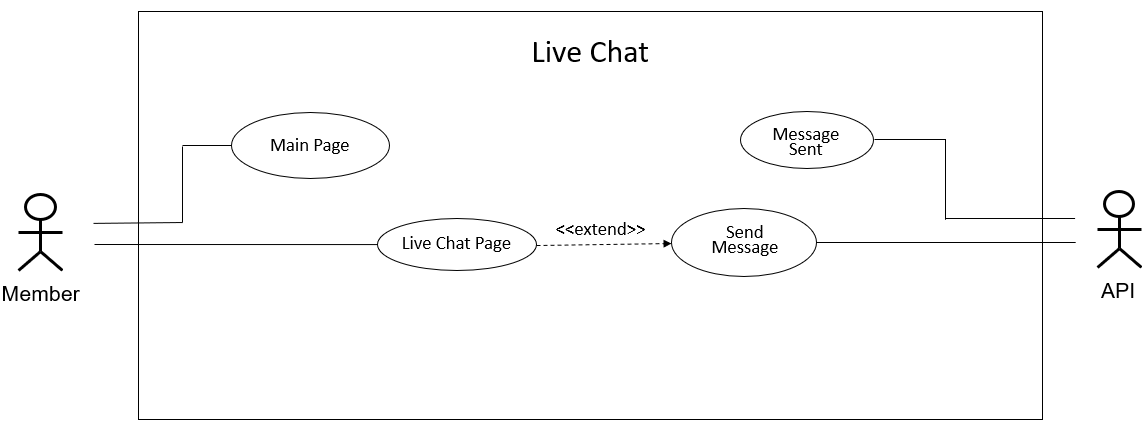 Live Chat
Main Page
Message
Sent
Live Chat Page
<<extend>>
Send
Message
Member
API